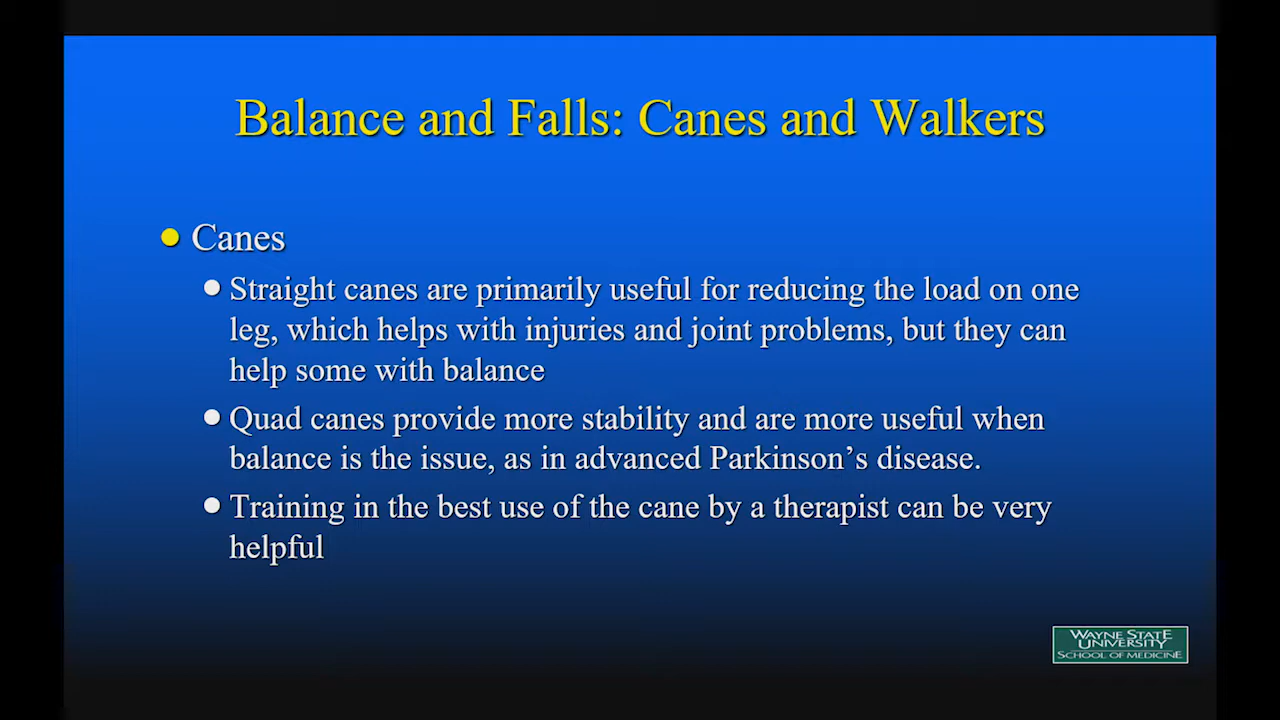 Balance and Falls: Canes and Walkers
Canes
Straight canes are primarily useful for reducing the load on one
leg, which helps with injuries and joint problems, but they can
help some with balance
Quad canes provide more stability and are more useful when
balance is the issue, as in advanced Parkinson’s disease.
Training in the best use of the cane by a therapist can be very
helpful
WAYNE STATE
UNIVERSITY
SCHOOL OF MEDICINE